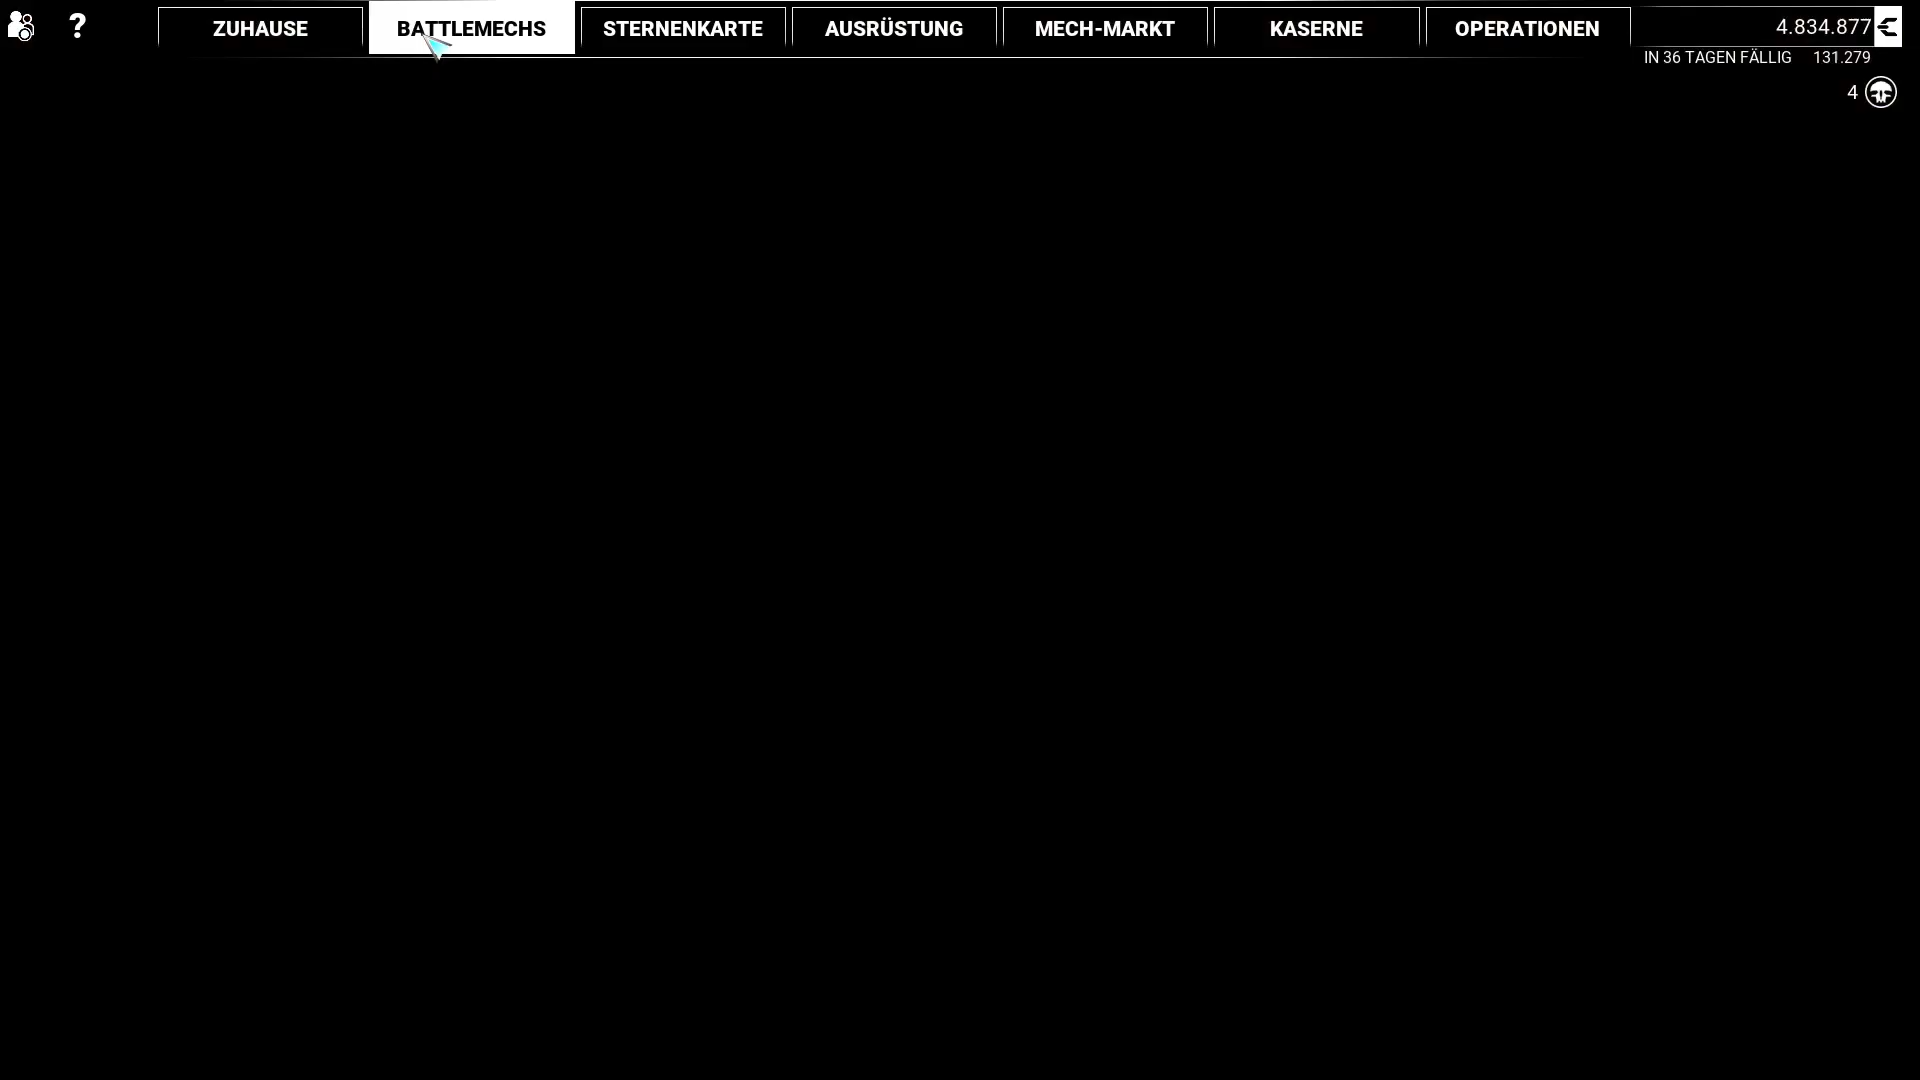 ?
ZUHAUSE
BATTLEMECHS
STERNENKARTE
AUSRÜSTUNG
MECH-MARKT
KASERNE
OPERATIONEN
4.834.877
IN 36 TAGEN FÄLLIG 131.279
4